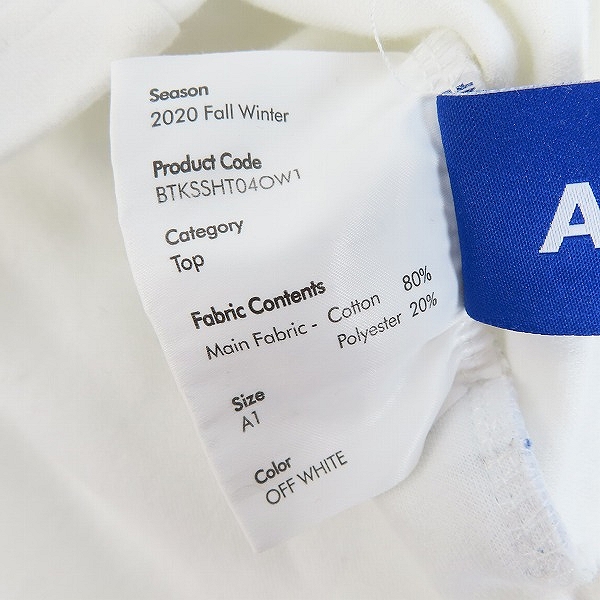 Season
2020 Fall Winter
Product Code
BTKSSHT04OW1
Category
Top
Fabric Contents
Main Fabric - Cotton 80%
Polyester 20%
Size
A1
Color
OFF WHITE
A